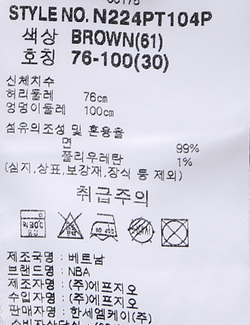 STYLE NO. N224PT104P
색상 BROWN(61)
호칭 76-100(30)
신체치수
허리둘레 76cm
엉덩이둘레 100cm
섬유의조성 및 혼용율
면 99%
폴리우레탄 1%
(심지,상표,보강재,장식 등 제외)
취급주의
제조국명 : 베트남
브랜드명 : NBA
제조자명 : (주)에프지오
수입자명 : (주)에프지오
판매자명 : 한세엠케이(주)